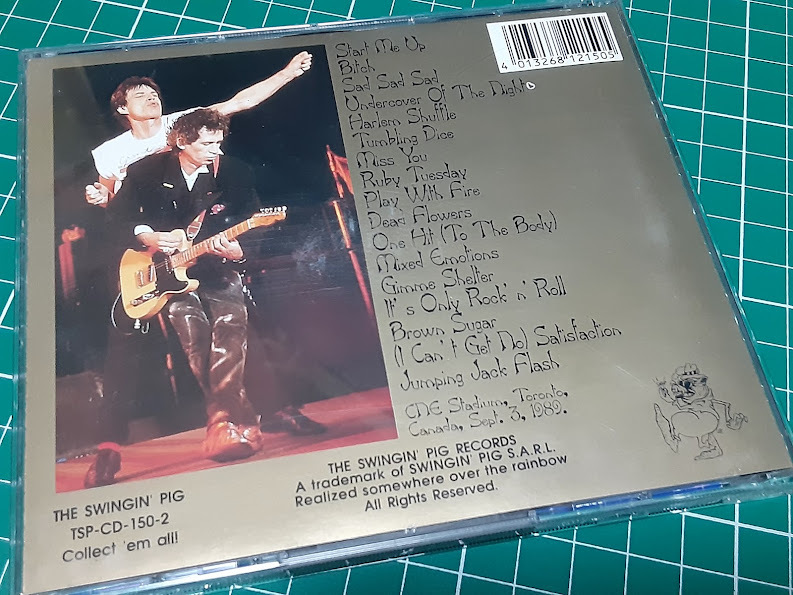 Start Me Up
Bitch
Sad Sad Sad
Undercover Of The Night
Harlem Shuffle
Tumbling Dice
Miss You
Ruby Tuesday
Play With Fire
Dead Flowers
One Hit (To The Body)
Mixed Emotions
Gimme Shelter
It's Only Rock'n' Roll
Brown Sugar
(I Can't Get No) Satisfaction
Jumping Jack Flash
CNE Stadium, Toronto,
Canada, Sept. 3, 1989.
4 013268 121505
THE SWINGIN' PIG RECORDS
A trademark of SWINGIN' PIG S.A.R.L.
Realized somewhere over the rainbow
All Rights Reserved.
THE SWINGIN' PIG
TSP-CD-150-2
Collect 'em all!